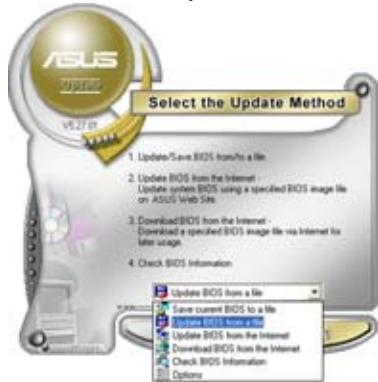 ASUS
Update
V6.27.01
Select the Update Method
1. Update/Save BIOS from/to a file.
2. Update BIOS from the Internet -
Update system BIOS using a specified BIOS image file
on ASUS Web Site.
3. Download BIOS from the Internet -
Download a specified BIOS image file via Internet for
later usage.
4. Check BIOS Information
Update BIOS from a file
Save current BIOS to a file
Update BIOS from a file
Update BIOS from the Internet
Download BIOS from the Internet
Check BIOS Information
Options